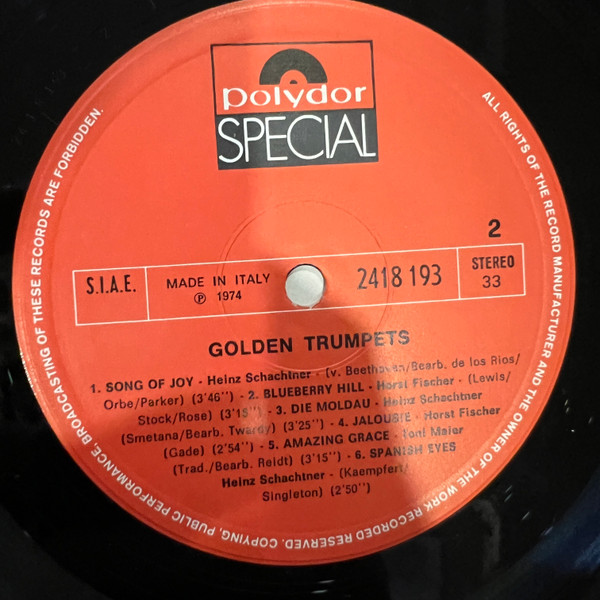 polydor
SPECIAL
2
S.I.A.E.
MADE IN ITALY
Ⓟ 1974
2418 193
STEREO
33
GOLDEN TRUMPETS
1. SONG OF JOY - Heinz Schachtner - (v. Beethoven/Bearb. de los Rios/
Orbe/Parker) (3'46'') - 2. BLUEBERRY HILL - Horst Fischer - (Lewis/
Stock/Rose) (3'15'') - 3. DIE MOLDAU - Heinz Schachtner
(Smetana/Bearb. Twardy) (3'25'') - 4. JALOUSIE - Horst Fischer
(Gade) (2'54'') - 5. AMAZING GRACE - Toni Maier
(Trad./Bearb. Reidt) (3'15'') - 6. SPANISH EYES
Heinz Schachtner - (Kaempfert/
Singleton) (2'50'')
ALL RIGHTS OF THE RECORD MANUFACTURER AND THE OWNER OF THE WORK RECORDED RESERVED. COPYING, PUBLIC PERFORMANCE, BROADCASTING OF THESE RECORDS ARE FORBIDDEN.